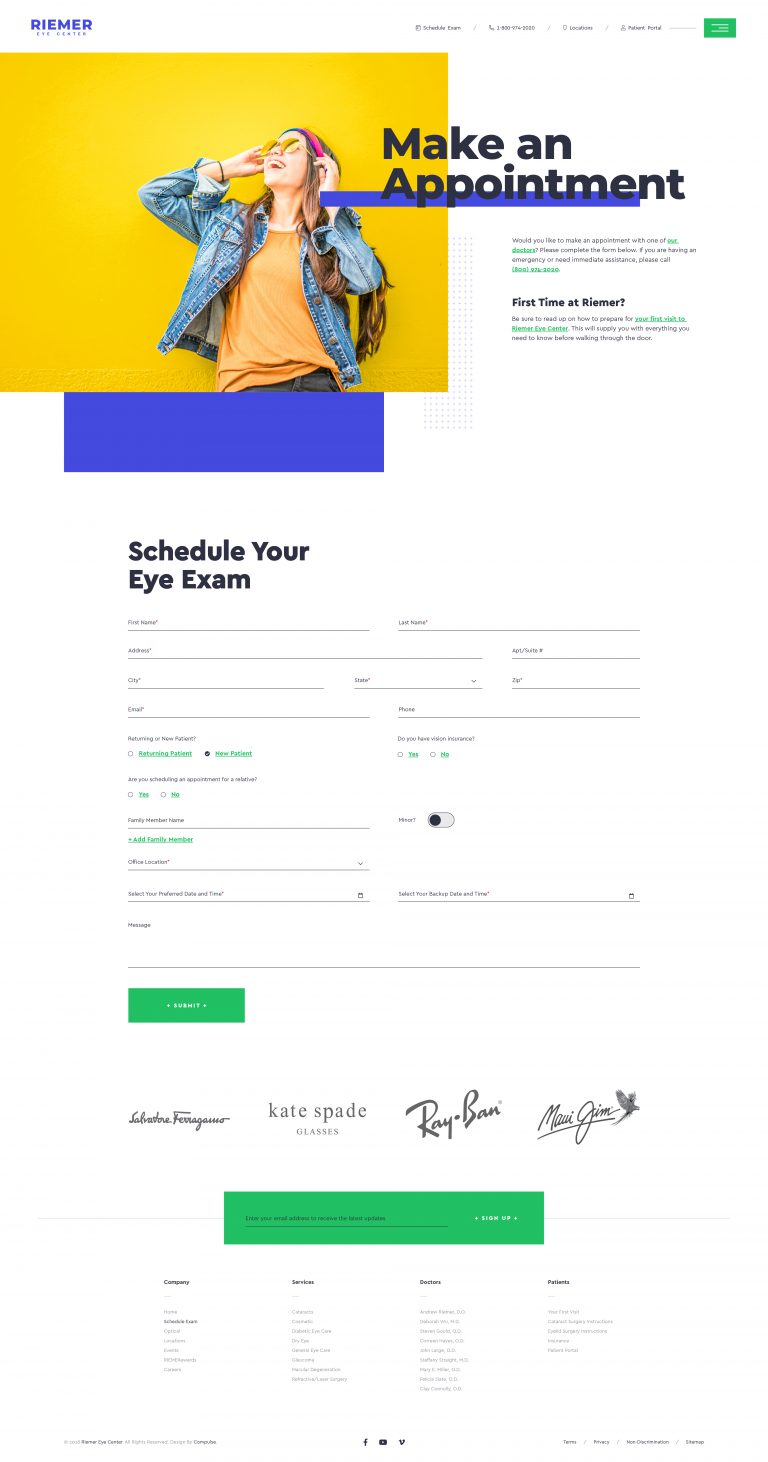 RIEMER
EYE CENTER
Schedule Exam / 1-800-974-2020 / Locations / Patient Portal
Make an
Appointment
Would you like to make an appointment with one of our
doctors? Please complete the form below. If you are having an
emergency or need immediate assistance, please call
(800) 974-2020.
First Time at Riemer?
Be sure to read up on how to prepare for your first visit to
Riemer Eye Center. This will supply you with everything you
need to know before walking through the door.
Schedule Your
Eye Exam
First Name* Last Name*
Address* Apt/Suite #
City* State* Zip*
Email* Phone
Returning or New Patient? Do you have vision insurance?
Returning Patient New Patient Yes No
Are you scheduling an appointment for a relative?
Yes No
Family Member Name Minor?
+ Add Family Member
Office Location*
Select Your Preferred Date and Time* Select Your Backup Date and Time*
Message
+ SUBMIT +
Salvatore Ferragamo
kate spade
GLASSES
Ray-Ban
Maui Jim
Enter your email address to receive the latest updates + SIGN UP +
Company Services Doctors Patients
Home Cataracts Andrew Riemer, D.O. Your First Visit
Schedule Exam Cosmetic Deborah Wu, M.D. Cataract Surgery Instructions
Optical Diabetic Eye Care Steven Gould, O.D. Eyelid Surgery Instructions
Locations Dry Eye Dorreen Hayes, O.D. Insurance
Events General Eye Care John Large, O.D. Patient Portal
RIEMERawards Glaucoma Steffany Straight, M.D.
Careers Macular Degeneration Mary E. Miller, O.D.
Refractive/Laser Surgery Felicia Slate, O.D.
Clay Connolly, O.D.
© 2018 Riemer Eye Center. All Rights Reserved. Design By Compulse. Terms / Privacy / Non-Discrimination / Sitemap